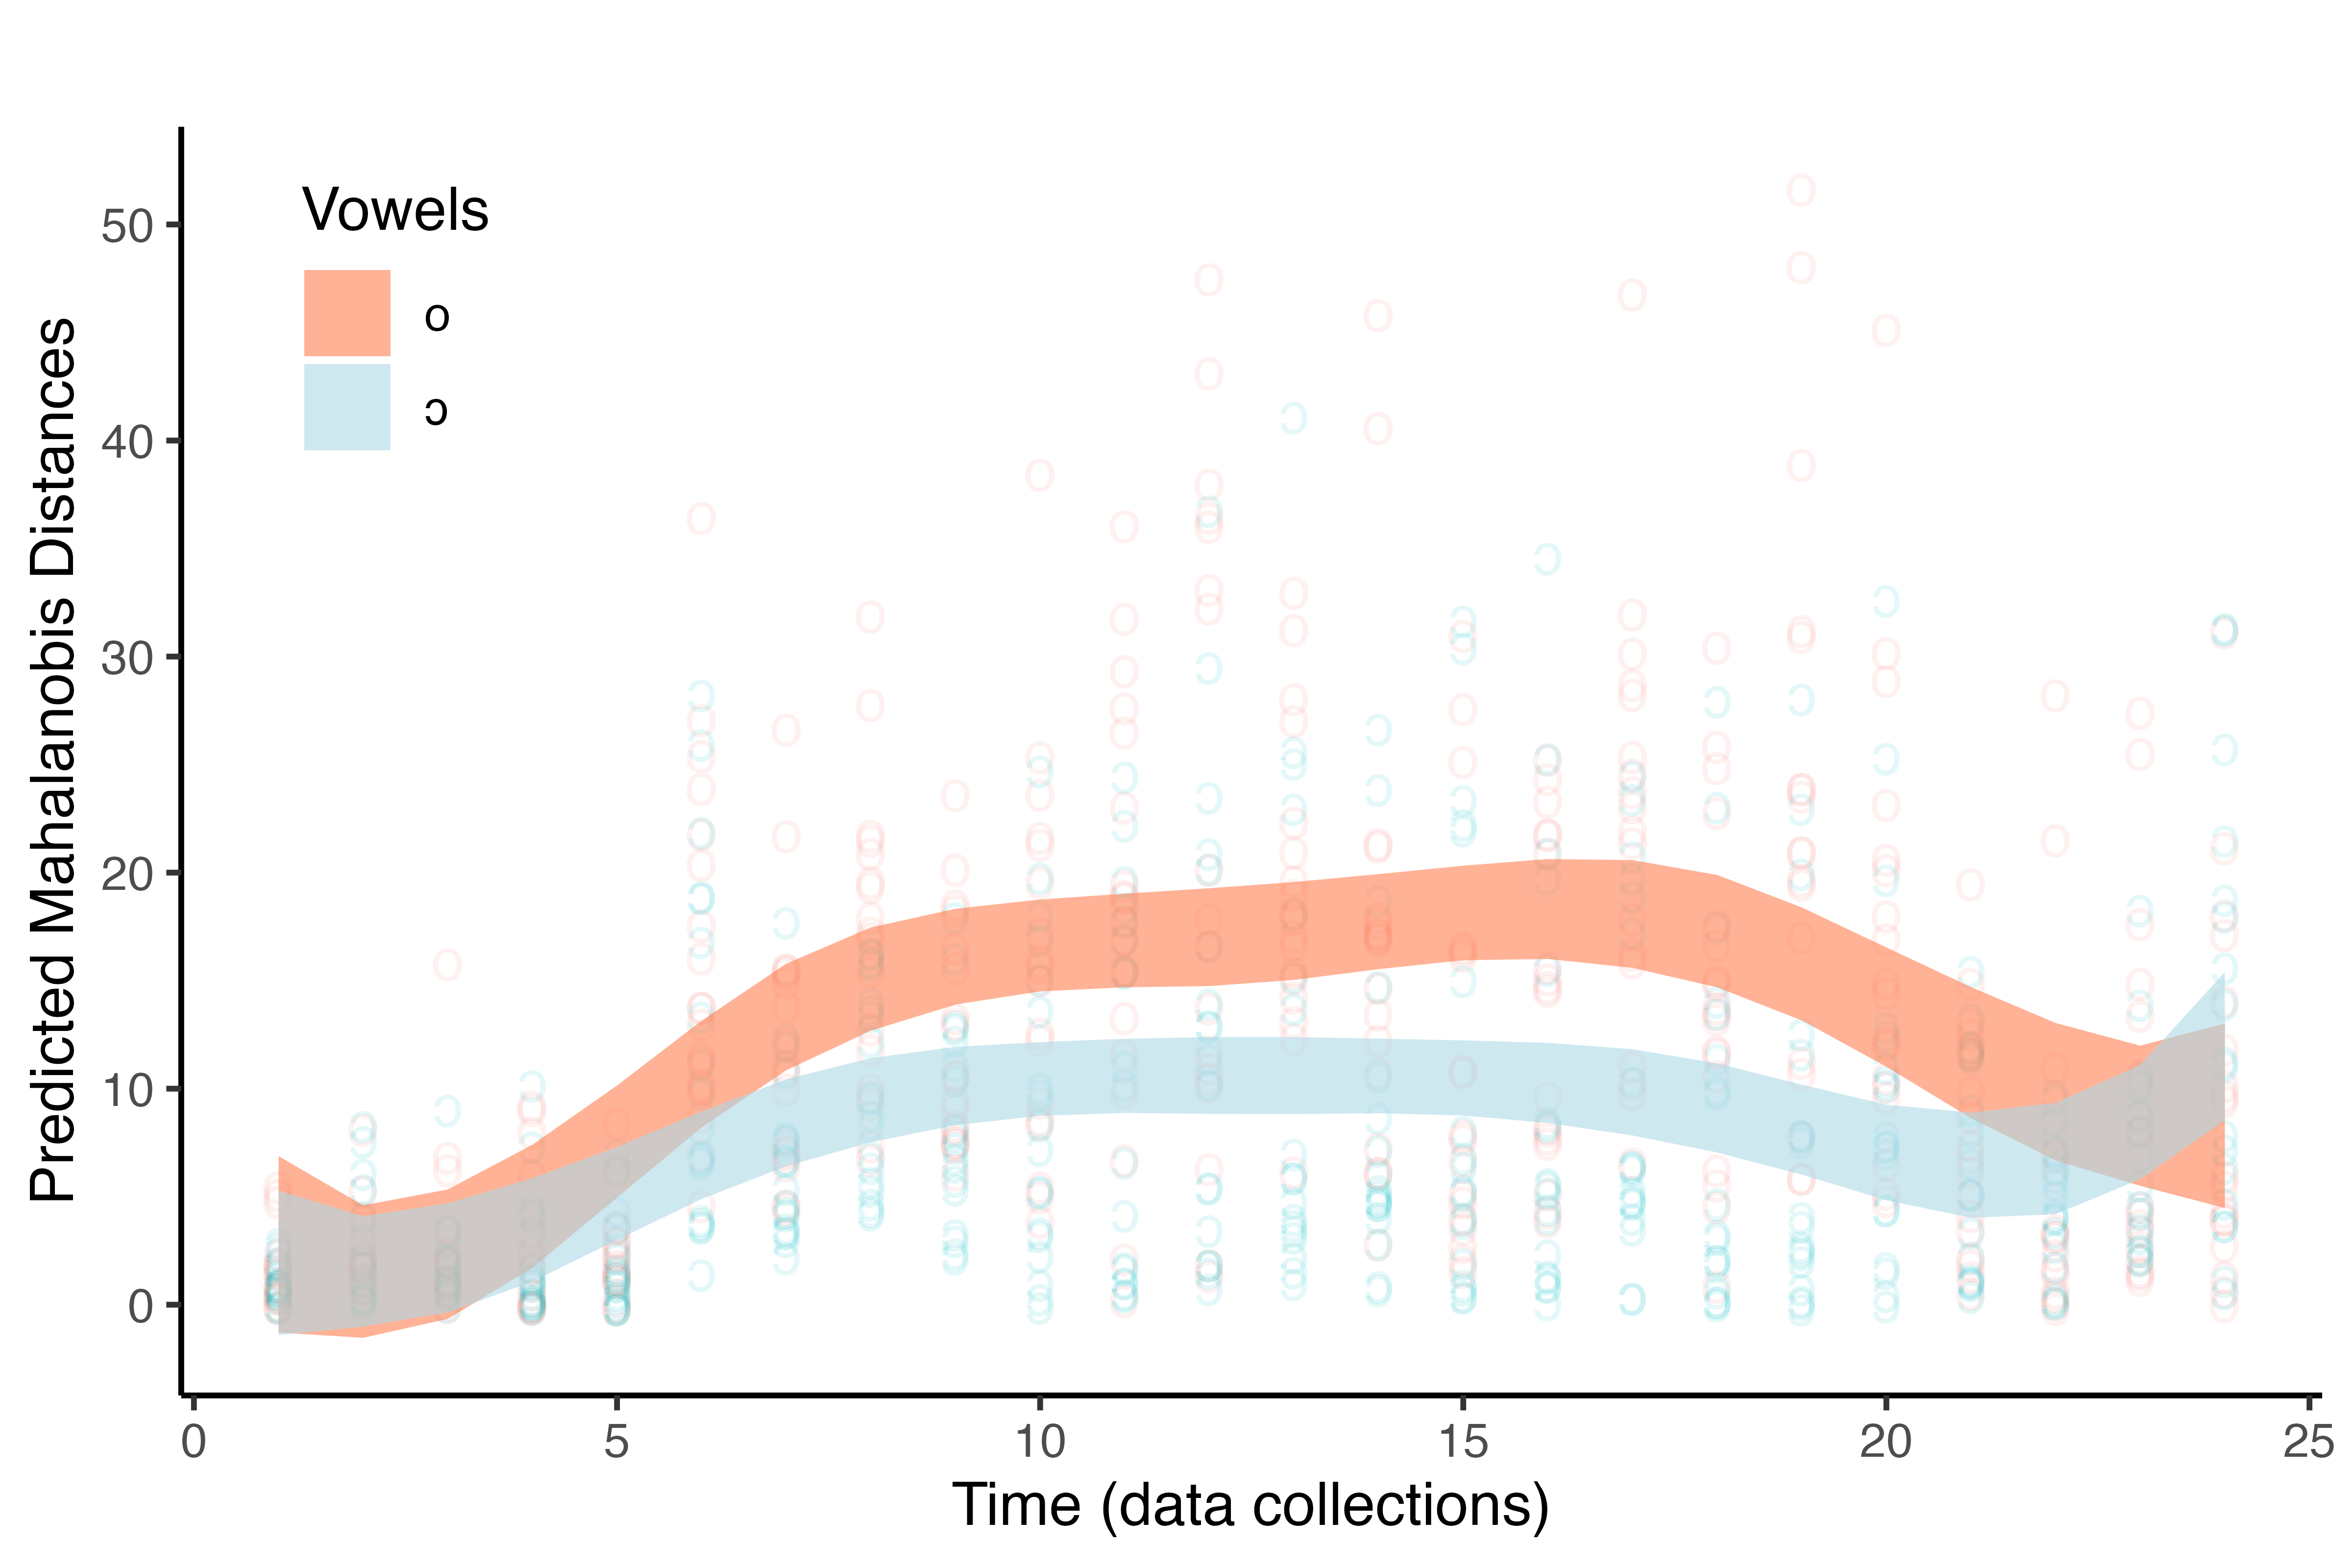 Vowels
o
ɔ
Predicted Mahalanobis Distances
50
40
30
20
10
0
0 5 10 15 20 25
Time (data collections)